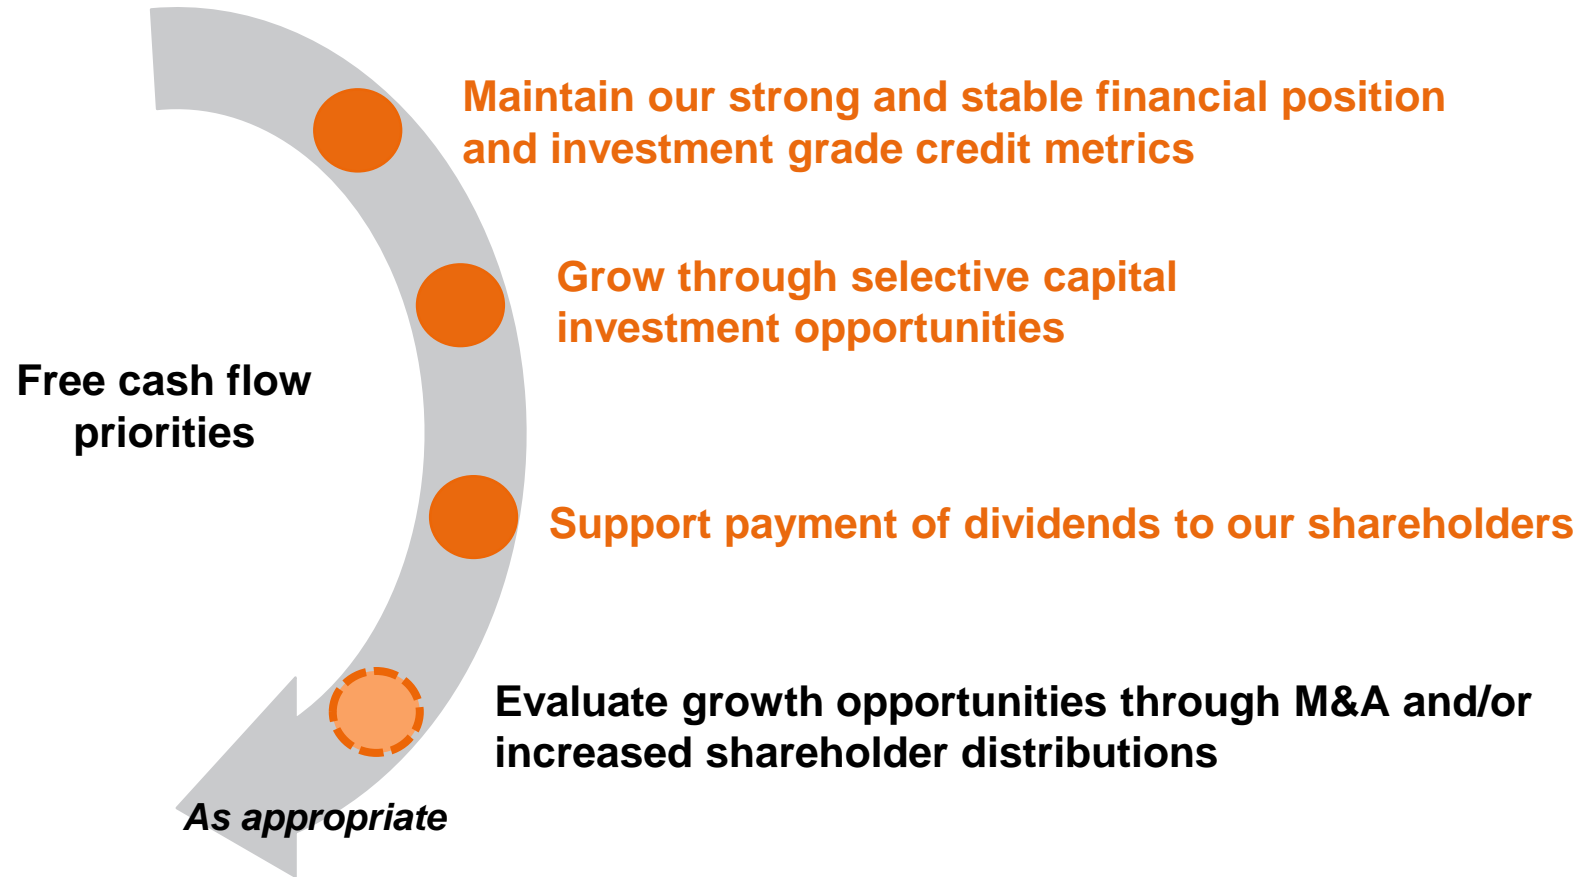 Maintain our strong and stable financial position
and investment grade credit metrics
Grow through selective capital
investment opportunities
Free cash flow
priorities
Support payment of dividends to our shareholders
Evaluate growth opportunities through M&A and/or
increased shareholder distributions
As appropriate